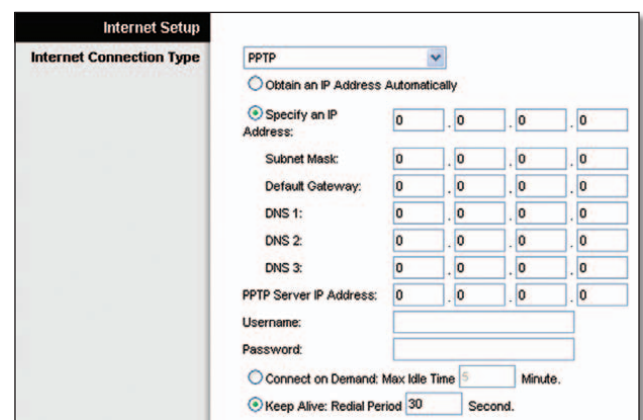 Internet Setup
Internet Connection Type
PPTP
Obtain an IP Address Automatically
Specify an IP Address: 0 . 0 . 0 . 0
Subnet Mask: 0 . 0 . 0 . 0
Default Gateway: 0 . 0 . 0 . 0
DNS 1: 0 . 0 . 0 . 0
DNS 2: 0 . 0 . 0 . 0
DNS 3: 0 . 0 . 0 . 0
PPTP Server IP Address: 0 . 0 . 0 . 0
Username:
Password:
Connect on Demand: Max Idle Time 5 Minute.
Keep Alive: Redial Period 30 Second.